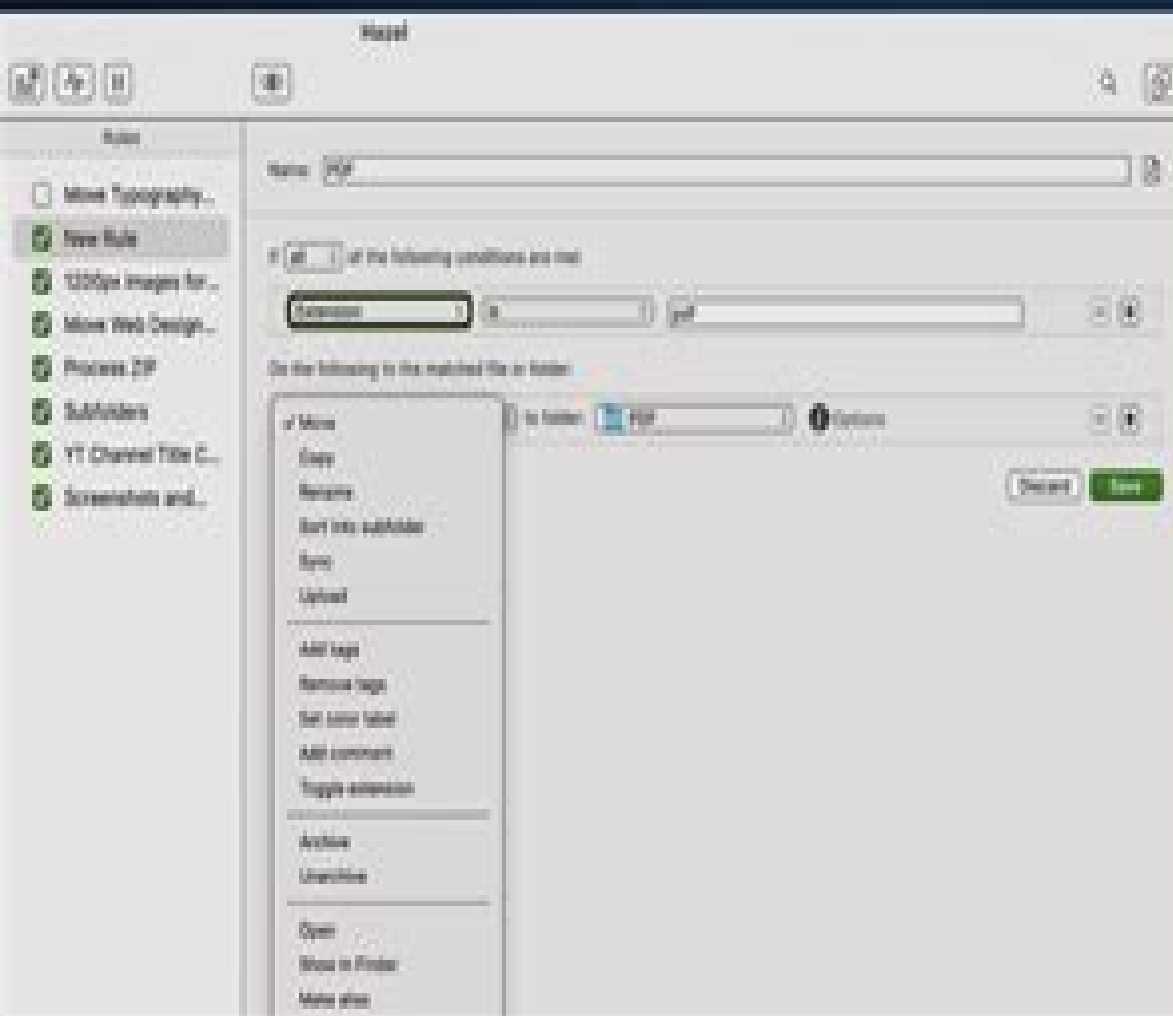 Hazel
Rules
Move Typography...
New Rule
1200px images for...
Move Web Design...
Process ZIP
Subfolders
YT Channel Title C...
Screenshots and...
Name: PDF
If all of the following conditions are met
Extension is pdf
Do the following to the matched file or folder:
Move to folder: PDF Options
Copy
Rename
Sort into subfolder
Sync
Upload
Discard Save
Add tags
Remove tags
Set color label
Add comment
Toggle extension
Archive
Unarchive
Open
Show in Finder
Make alias